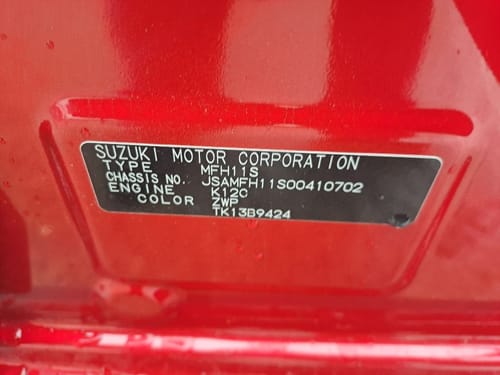 SUZUKI MOTOR CORPORATION
TYPE MFH11S
CHASSIS NO. JSAMFH11S00410702
ENGINE K12C
COLOR ZWP
TK13B9424